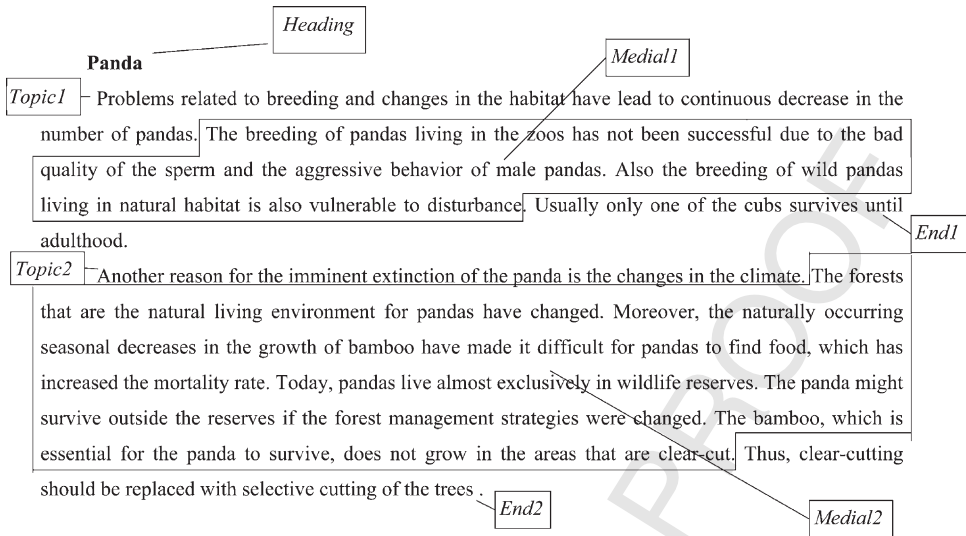 Heading
Panda
Medial1
Topic1
Problems related to breeding and changes in the habitat have lead to continuous decrease in the
number of pandas. The breeding of pandas living in the zoos has not been successful due to the bad
quality of the sperm and the aggressive behavior of male pandas. Also the breeding of wild pandas
living in natural habitat is also vulnerable to disturbance. Usually only one of the cubs survives until
adulthood.
End1
Topic2
Another reason for the imminent extinction of the panda is the changes in the climate. The forests
that are the natural living environment for pandas have changed. Moreover, the naturally occurring
seasonal decreases in the growth of bamboo have made it difficult for pandas to find food, which has
increased the mortality rate. Today, pandas live almost exclusively in wildlife reserves. The panda might
survive outside the reserves if the forest management strategies were changed. The bamboo, which is
essential for the panda to survive, does not grow in the areas that are clear-cut. Thus, clear-cutting
should be replaced with selective cutting of the trees .
End2
Medial2
PROOF